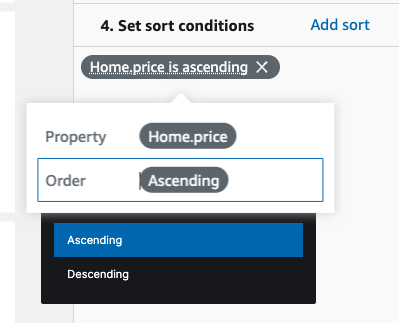 4. Set sort conditions Add sort
Home.price is ascending
Property Home.price
Order Ascending
Ascending
Descending